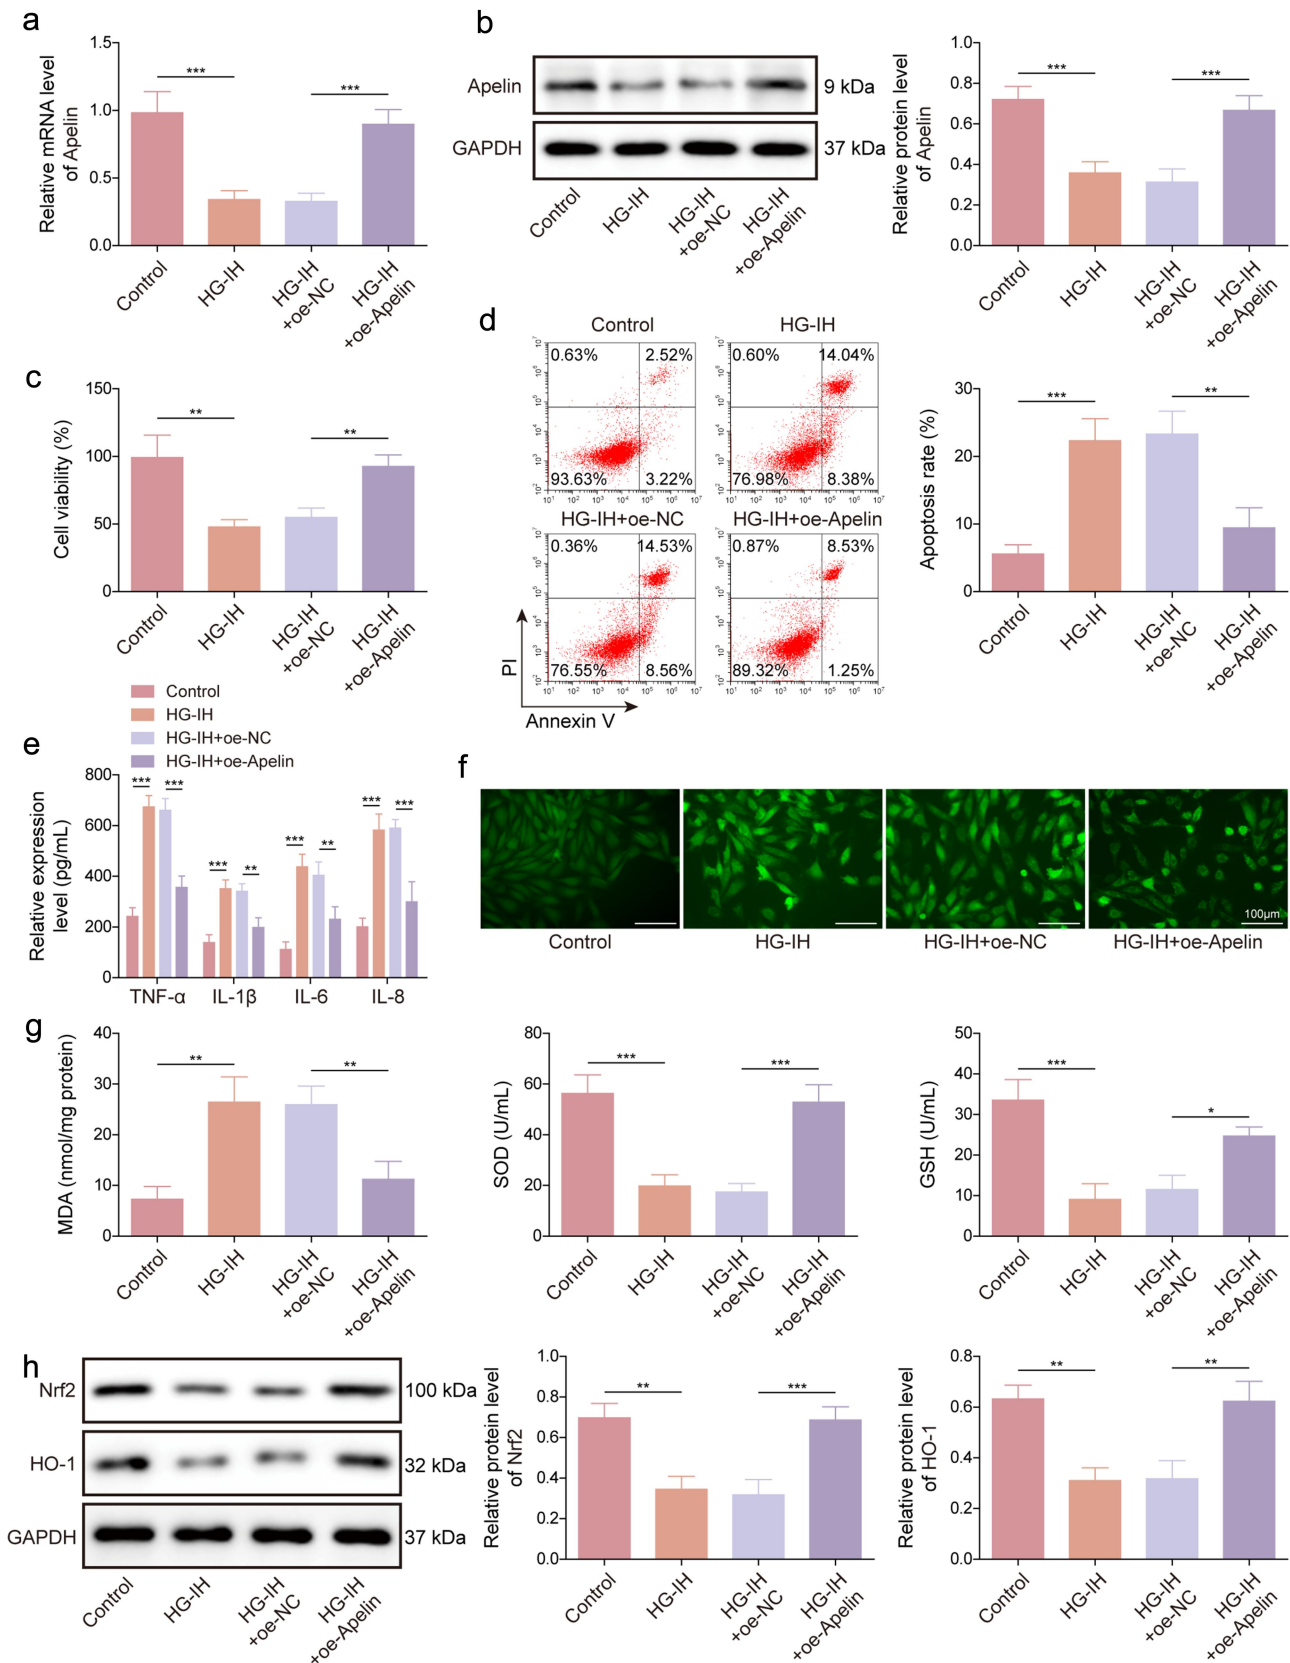 a
Relative mRNA level
of Apelin
1.5
1.0
0.5
0.0
***
***
Control
HG-IH
HG-IH
+oe-NC
HG-IH
+oe-Apelin
b
Apelin
9 kDa
GAPDH
37 kDa
Control
HG-IH
HG-IH
+oe-NC
HG-IH
+oe-Apelin
Relative protein level
of Apelin
1.0
0.8
0.6
0.4
0.2
0.0
***
***
Control
HG-IH
HG-IH
+oe-NC
HG-IH
+oe-Apelin
c
Cell viability (%)
150
100
50
0
**
**
Control
HG-IH
HG-IH
+oe-NC
HG-IH
+oe-Apelin
d
Control
0.63%
2.52%
93.63%
3.22%
HG-IH
0.60%
14.04%
76.98%
8.38%
HG-IH+oe-NC
0.36%
14.53%
76.55%
8.56%
HG-IH+oe-Apelin
0.87%
8.53%
89.32%
1.25%
PI
Annexin V
Apoptosis rate (%)
30
20
10
0
***
**
Control
HG-IH
HG-IH
+oe-NC
HG-IH
+oe-Apelin
Control
HG-IH
HG-IH+oe-NC
HG-IH+oe-Apelin
e
Relative expression
level (pg/mL)
800
600
400
200
0
*** ***
*** **
*** **
*** ***
TNF-α
IL-1β
IL-6
IL-8
f
100μm
Control
HG-IH
HG-IH+oe-NC
HG-IH+oe-Apelin
g
MDA (nmol/mg protein)
40
30
20
10
0
**
**
Control
HG-IH
HG-IH
+oe-NC
HG-IH
+oe-Apelin
SOD (U/mL)
80
60
40
20
0
***
***
Control
HG-IH
HG-IH
+oe-NC
HG-IH
+oe-Apelin
GSH (U/mL)
50
40
30
20
10
0
***
*
Control
HG-IH
HG-IH
+oe-NC
HG-IH
+oe-Apelin
h
Nrf2
100 kDa
HO-1
32 kDa
GAPDH
37 kDa
Control
HG-IH
HG-IH
+oe-NC
HG-IH
+oe-Apelin
Relative protein level
of Nrf2
1.0
0.8
0.6
0.4
0.2
0.0
**
***
Control
HG-IH
HG-IH
+oe-NC
HG-IH
+oe-Apelin
Relative protein level
of HO-1
0.8
0.6
0.4
0.2
0.0
**
**
Control
HG-IH
HG-IH
+oe-NC
HG-IH
+oe-Apelin